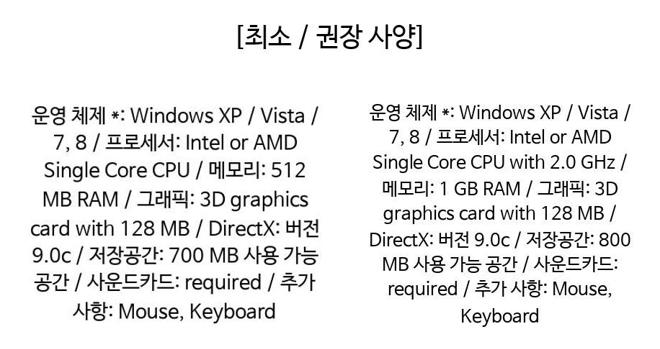 [최소 / 권장 사양]
운영 체제 *: Windows XP / Vista /
7, 8 / 프로세서: Intel or AMD
Single Core CPU / 메모리: 512
MB RAM / 그래픽: 3D graphics
card with 128 MB / DirectX: 버전
9.0c / 저장공간: 700 MB 사용 가능
공간 / 사운드카드: required / 추가
사항: Mouse, Keyboard
운영 체제 *: Windows XP / Vista /
7, 8 / 프로세서: Intel or AMD
Single Core CPU with 2.0 GHz /
메모리: 1 GB RAM / 그래픽: 3D
graphics card with 128 MB /
DirectX: 버전 9.0c / 저장공간: 800
MB 사용 가능 공간 / 사운드카드:
required / 추가 사항: Mouse,
Keyboard